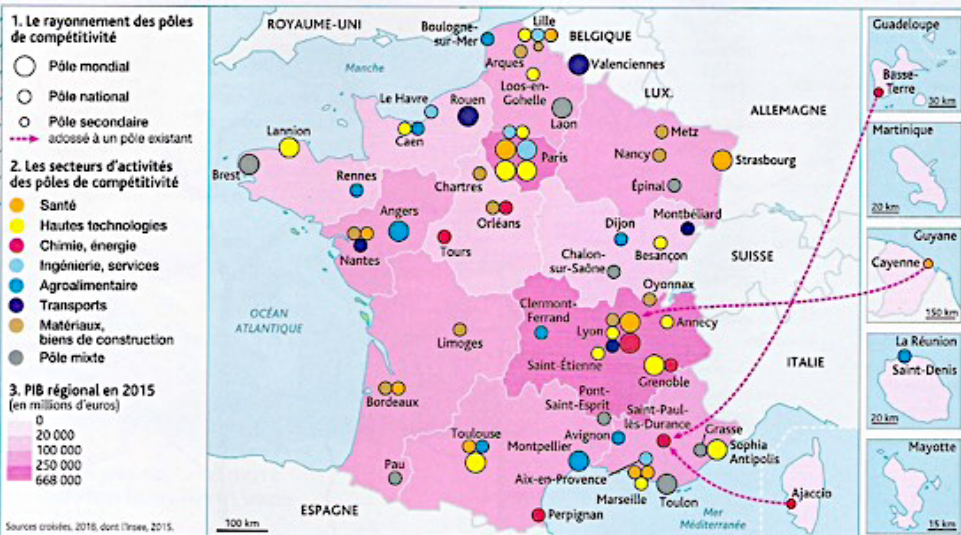 1. Le rayonnement des pôles
de compétitivité
Pôle mondial
Pôle national
Pôle secondaire
adossé à un pôle existant
2. Les secteurs d'activités
des pôles de compétitivité
Santé
Hautes technologies
Chimie, énergie
Ingénierie, services
Agroalimentaire
Transports
Matériaux,
biens de construction
Pôle mixte
3. PIB régional en 2015
(en millions d'euros)
0
20 000
100 000
250 000
668 000
Sources croisées, 2018, dont l'Insee, 2015.
ROYAUME-UNI
Manche
BELGIQUE
LUX.
ALLEMAGNE
SUISSE
ITALIE
ESPAGNE
OCÉAN
ATLANTIQUE
Mer
Méditerranée
100 km
Boulogne-
sur-Mer
Lille
Arques
Valenciennes
Loos-en-
Gohelle
Le Havre
Rouen
Laon
Caen
Lannion
Brest
Rennes
Paris
Metz
Nancy
Strasbourg
Chartres
Épinal
Angers
Orléans
Nantes
Tours
Dijon
Montbéliard
Besançon
Chalon-
sur-Saône
Oyonnax
Clermont-
Ferrand
Lyon
Annecy
Limoges
Saint-Étienne
Grenoble
Bordeaux
Pont-
Saint-Esprit
Saint-Paul-
lès-Durance
Grasse
Toulouse
Montpellier
Avignon
Sophia
Antipolis
Pau
Aix-en-Provence
Marseille
Toulon
Perpignan
Ajaccio
Guadeloupe
Basse-
Terre
30 km
Martinique
20 km
Guyane
Cayenne
150 km
La Réunion
Saint-Denis
20 km
Mayotte
15 km